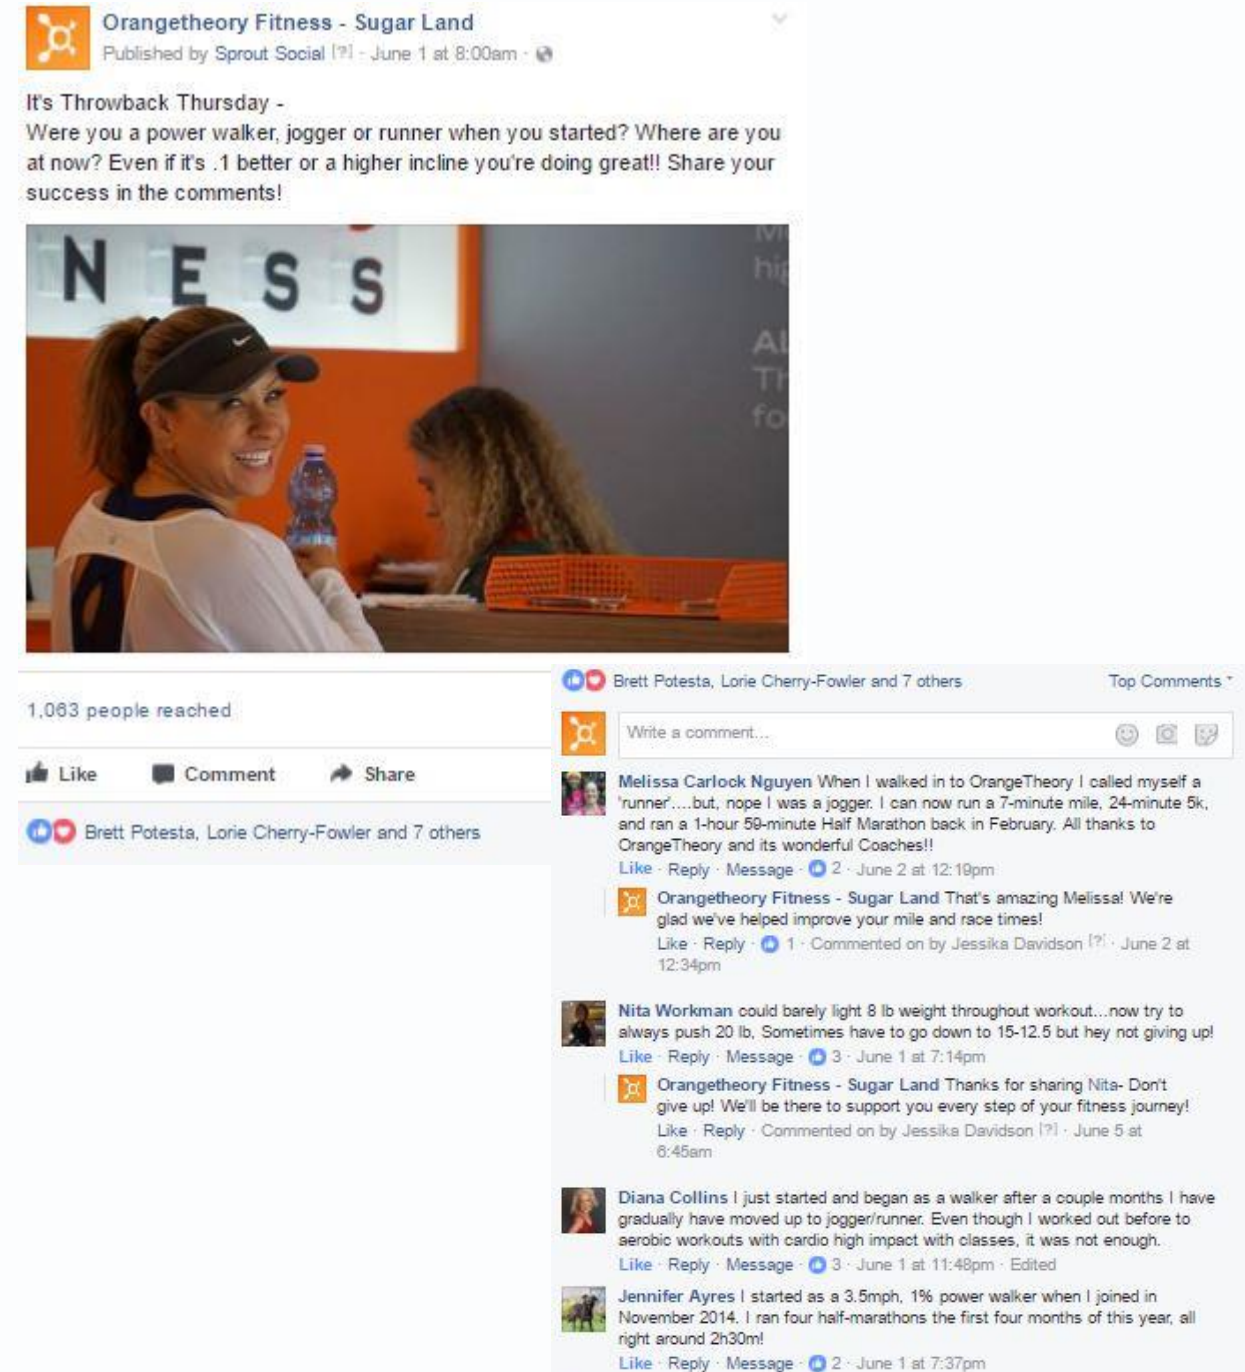 Orangetheory Fitness - Sugar Land
Published by Sprout Social [?] · June 1 at 8:00am ·
It's Throwback Thursday -
Were you a power walker, jogger or runner when you started? Where are you
at now? Even if it's .1 better or a higher incline you're doing great!! Share your
success in the comments!
NESS
hig
AL
Th
fo
1,063 people reached
Like Comment Share
Brett Potesta, Lorie Cherry-Fowler and 7 others
Brett Potesta, Lorie Cherry-Fowler and 7 others Top Comments
Write a comment...
Melissa Carlock Nguyen When I walked in to OrangeTheory I called myself a
'runner'....but, nope I was a jogger. I can now run a 7-minute mile, 24-minute 5k,
and ran a 1-hour 59-minute Half Marathon back in February. All thanks to
OrangeTheory and its wonderful Coaches!!
Like · Reply · Message · 2 · June 2 at 12:19pm
Orangetheory Fitness - Sugar Land That's amazing Melissa! We're
glad we've helped improve your mile and race times!
Like · Reply · 1 · Commented on by Jessika Davidson [?] · June 2 at
12:34pm
Nita Workman could barely light 8 lb weight throughout workout...now try to
always push 20 lb, Sometimes have to go down to 15-12.5 but hey not giving up!
Like · Reply · Message · 3 · June 1 at 7:14pm
Orangetheory Fitness - Sugar Land Thanks for sharing Nita- Don't
give up! We'll be there to support you every step of your fitness journey!
Like · Reply · Commented on by Jessika Davidson [?] · June 5 at
6:45am
Diana Collins I just started and began as a walker after a couple months I have
gradually have moved up to jogger/runner. Even though I worked out before to
aerobic workouts with cardio high impact with classes, it was not enough.
Like · Reply · Message · 3 · June 1 at 11:48pm · Edited
Jennifer Ayres I started as a 3.5mph, 1% power walker when I joined in
November 2014. I ran four half-marathons the first four months of this year, all
right around 2h30m!
Like · Reply · Message · 2 · June 1 at 7:37pm